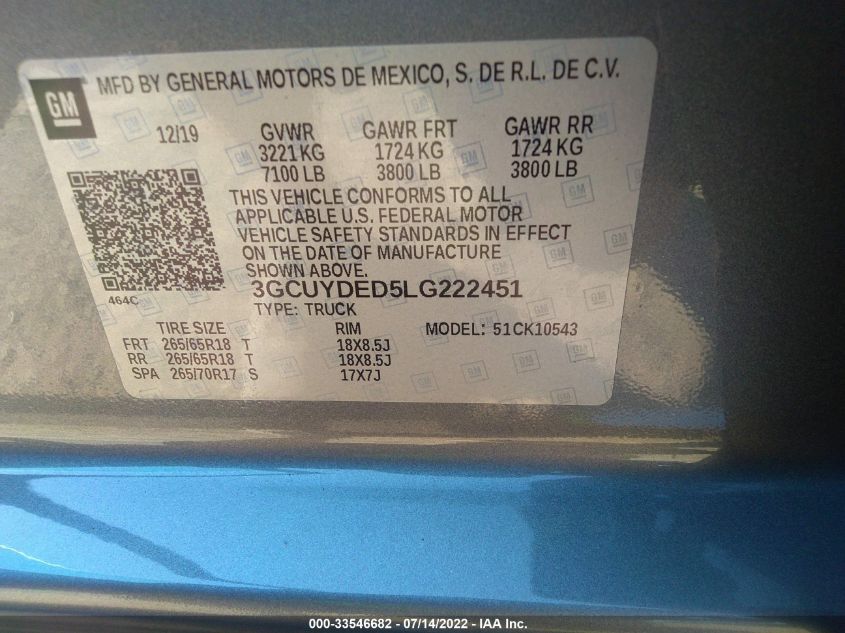 GM
MFD BY GENERAL MOTORS DE MEXICO, S. DE R.L. DE C.V.
12/19 GVWR GAWR FRT GAWR RR
3221 KG 1724 KG 1724 KG
7100 LB 3800 LB 3800 LB
THIS VEHICLE CONFORMS TO ALL
APPLICABLE U.S. FEDERAL MOTOR
VEHICLE SAFETY STANDARDS IN EFFECT
ON THE DATE OF MANUFACTURE
SHOWN ABOVE.
464C 3GCUYDED5LG222451
TYPE: TRUCK
TIRE SIZE RIM MODEL: 51CK10543
FRT 265/65R18 T 18X8.5J
RR 265/65R18 T 18X8.5J
SPA 265/70R17 S 17X7J
000-33546682 / 07/14/2022 - IAA Inc.